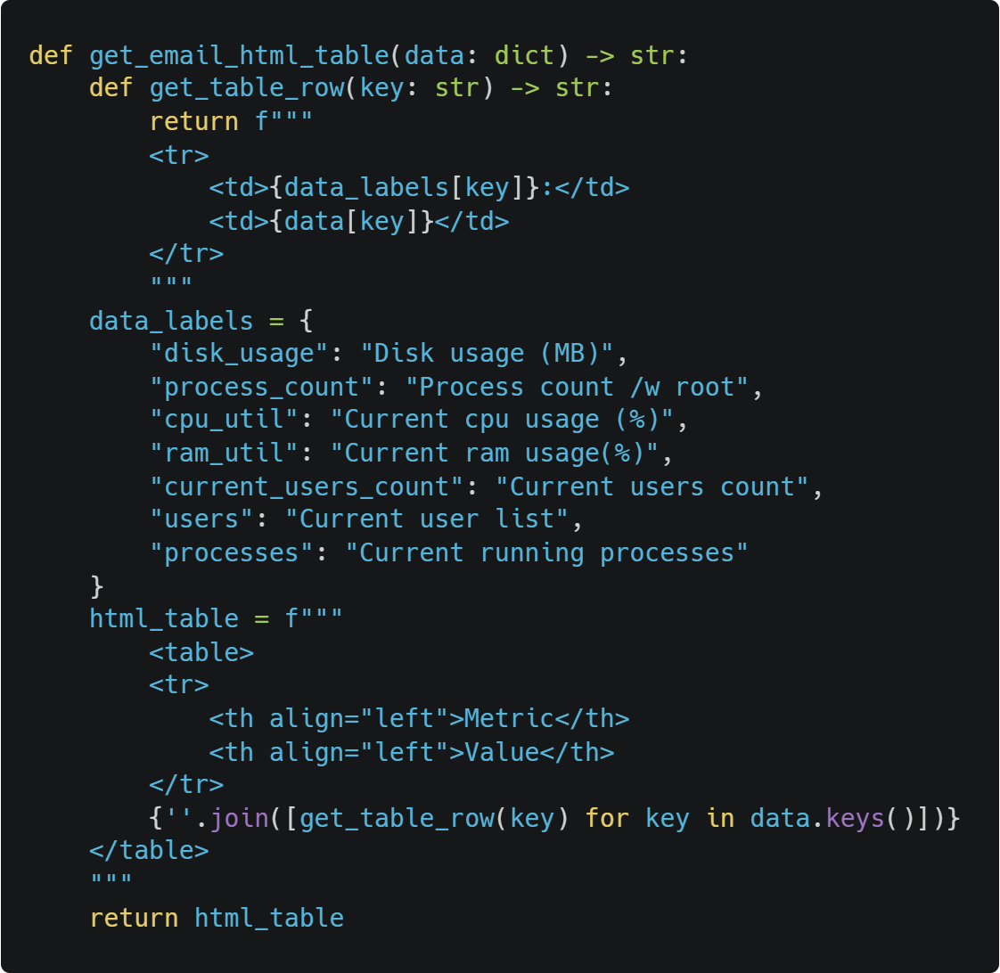 def get_email_html_table(data: dict) -> str:
    def get_table_row(key: str) -> str:
        return f"""
        <tr>
            <td>{data_labels[key]}:</td>
            <td>{data[key]}</td>
        </tr>
        """
    data_labels = {
        "disk_usage": "Disk usage (MB)",
        "process_count": "Process count /w root",
        "cpu_util": "Current cpu usage (%)",
        "ram_util": "Current ram usage(%)",
        "current_users_count": "Current users count",
        "users": "Current user list",
        "processes": "Current running processes"
    }
    html_table = f"""
        <table>
        <tr>
            <th align="left">Metric</th>
            <th align="left">Value</th>
        </tr>
        {''.join([get_table_row(key) for key in data.keys()])}
    </table>
    """
    return html_table